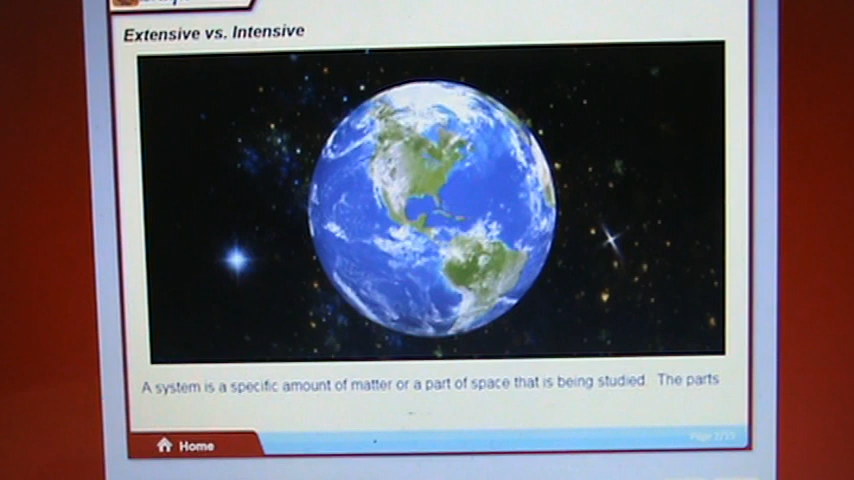 Extensive vs. Intensive
A system is a specific amount of matter or a part of space that is being studied. The parts
Home